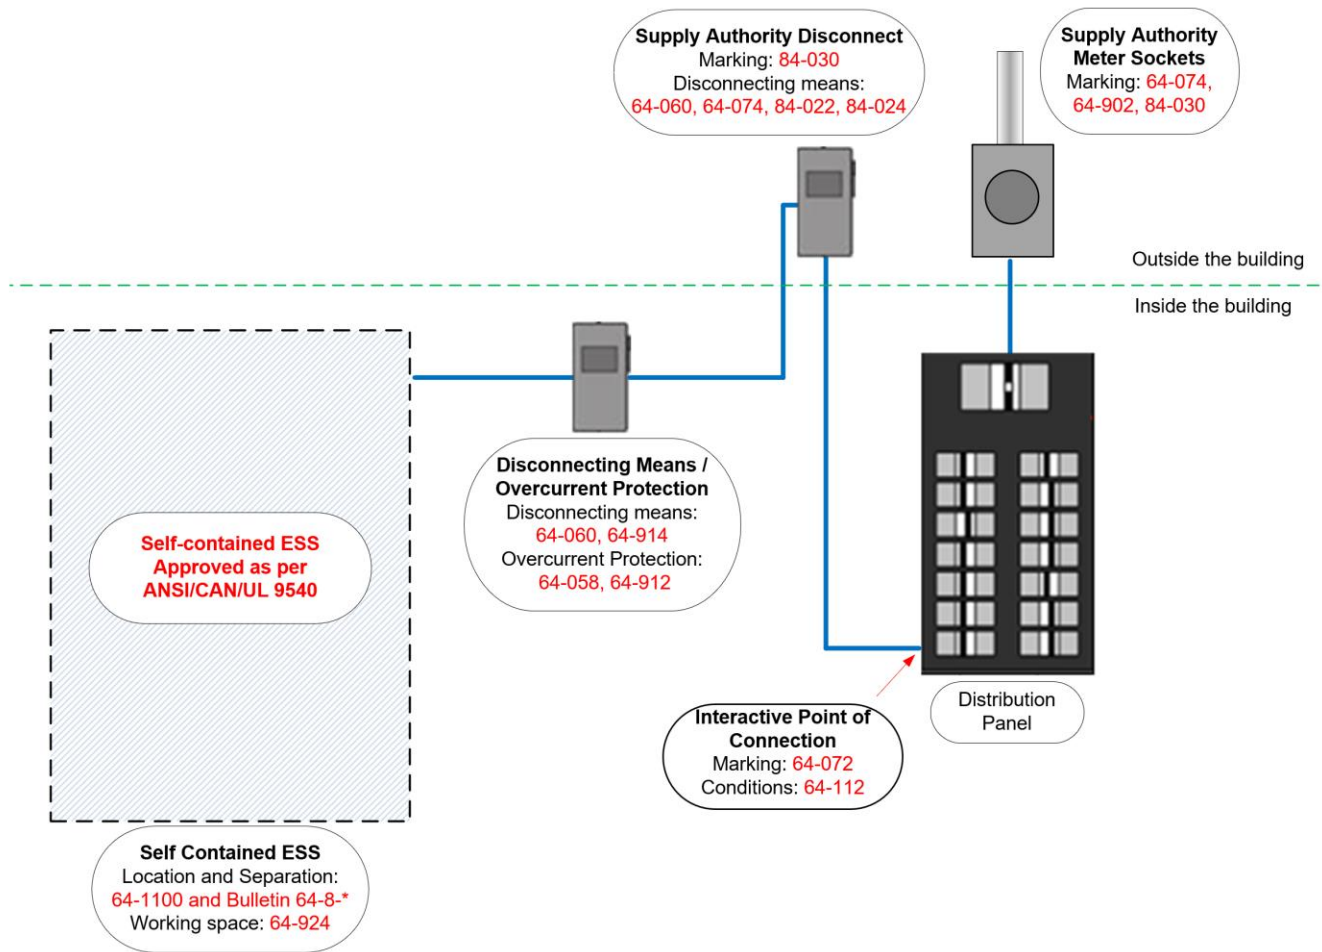 Supply Authority Disconnect
Marking: 84-030
Disconnecting means:
64-060, 64-074, 84-022, 84-024
Supply Authority
Meter Sockets
Marking: 64-074,
64-902, 84-030
Outside the building
Inside the building
Disconnecting Means /
Overcurrent Protection
Disconnecting means:
64-060, 64-914
Overcurrent Protection:
64-058, 64-912
Self-contained ESS
Approved as per
ANSI/CAN/UL 9540
Interactive Point of
Connection
Marking: 64-072
Conditions: 64-112
Distribution
Panel
Self Contained ESS
Location and Separation:
64-1100 and Bulletin 64-8-*
Working space: 64-924